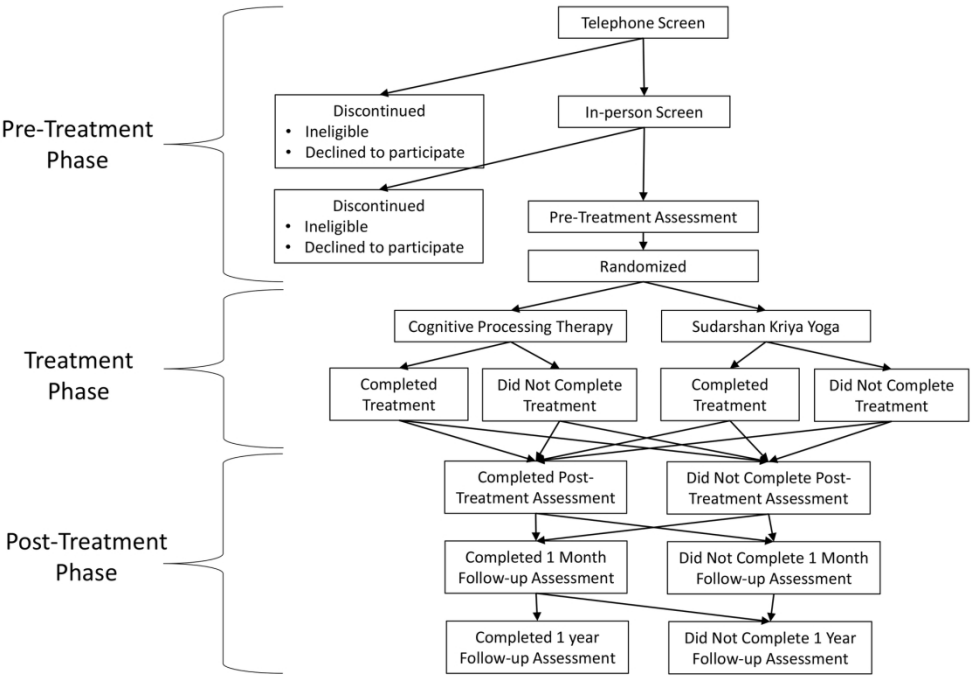 Telephone Screen
Discontinued
• Ineligible
• Declined to participate
In-person Screen
Pre-Treatment
Phase
Discontinued
• Ineligible
• Declined to participate
Pre-Treatment Assessment
Randomized
Cognitive Processing Therapy
Sudarshan Kriya Yoga
Treatment
Phase
Completed
Treatment
Did Not Complete
Treatment
Completed
Treatment
Did Not Complete
Treatment
Completed Post-
Treatment Assessment
Did Not Complete Post-
Treatment Assessment
Post-Treatment
Phase
Completed 1 Month
Follow-up Assessment
Did Not Complete 1 Month
Follow-up Assessment
Completed 1 year
Follow-up Assessment
Did Not Complete 1 Year
Follow-up Assessment